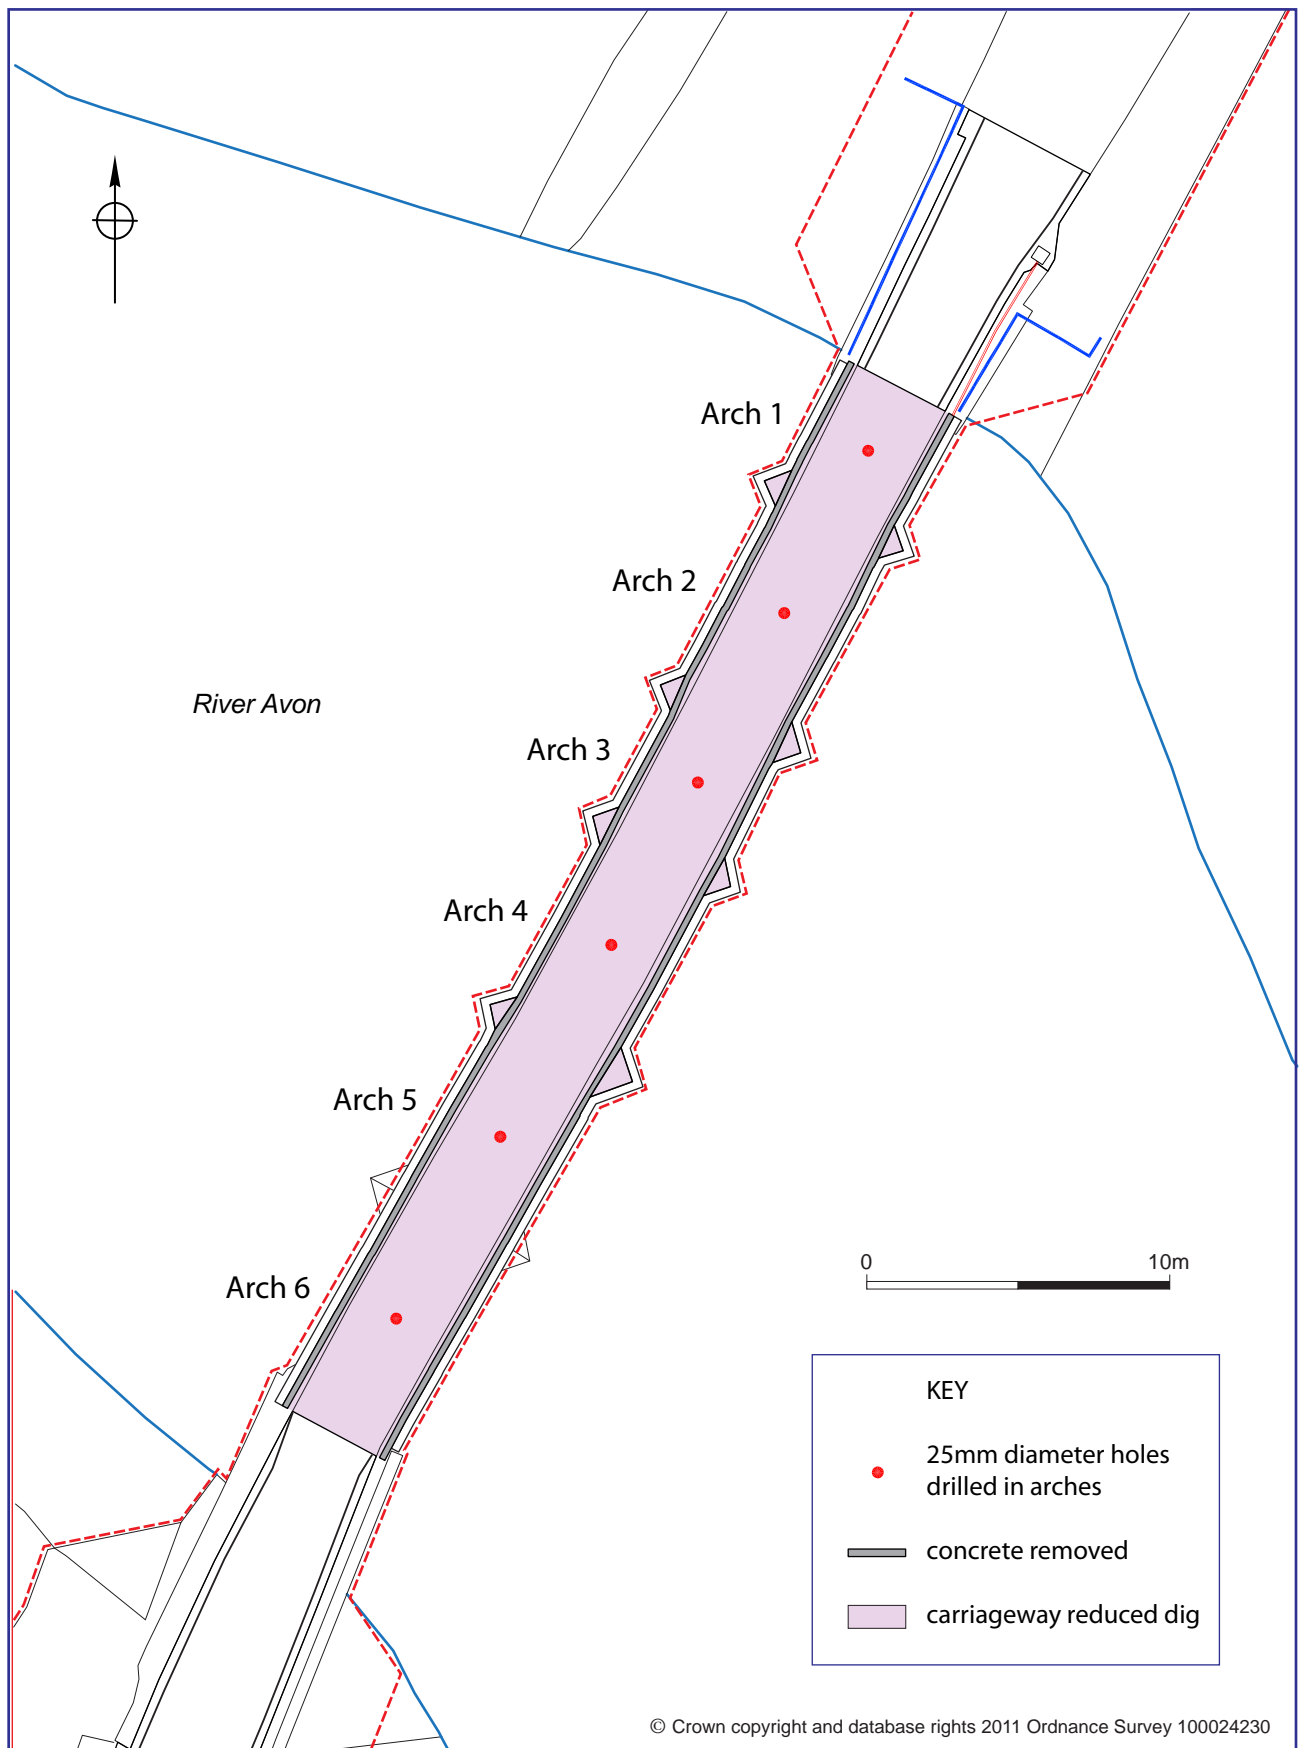 Arch 1
Arch 2
River Avon
Arch 3
Arch 4
Arch 5
0 10m
Arch 6
KEY
25mm diameter holes
drilled in arches
concrete removed
carriageway reduced dig
© Crown copyright and database rights 2011 Ordnance Survey 100024230